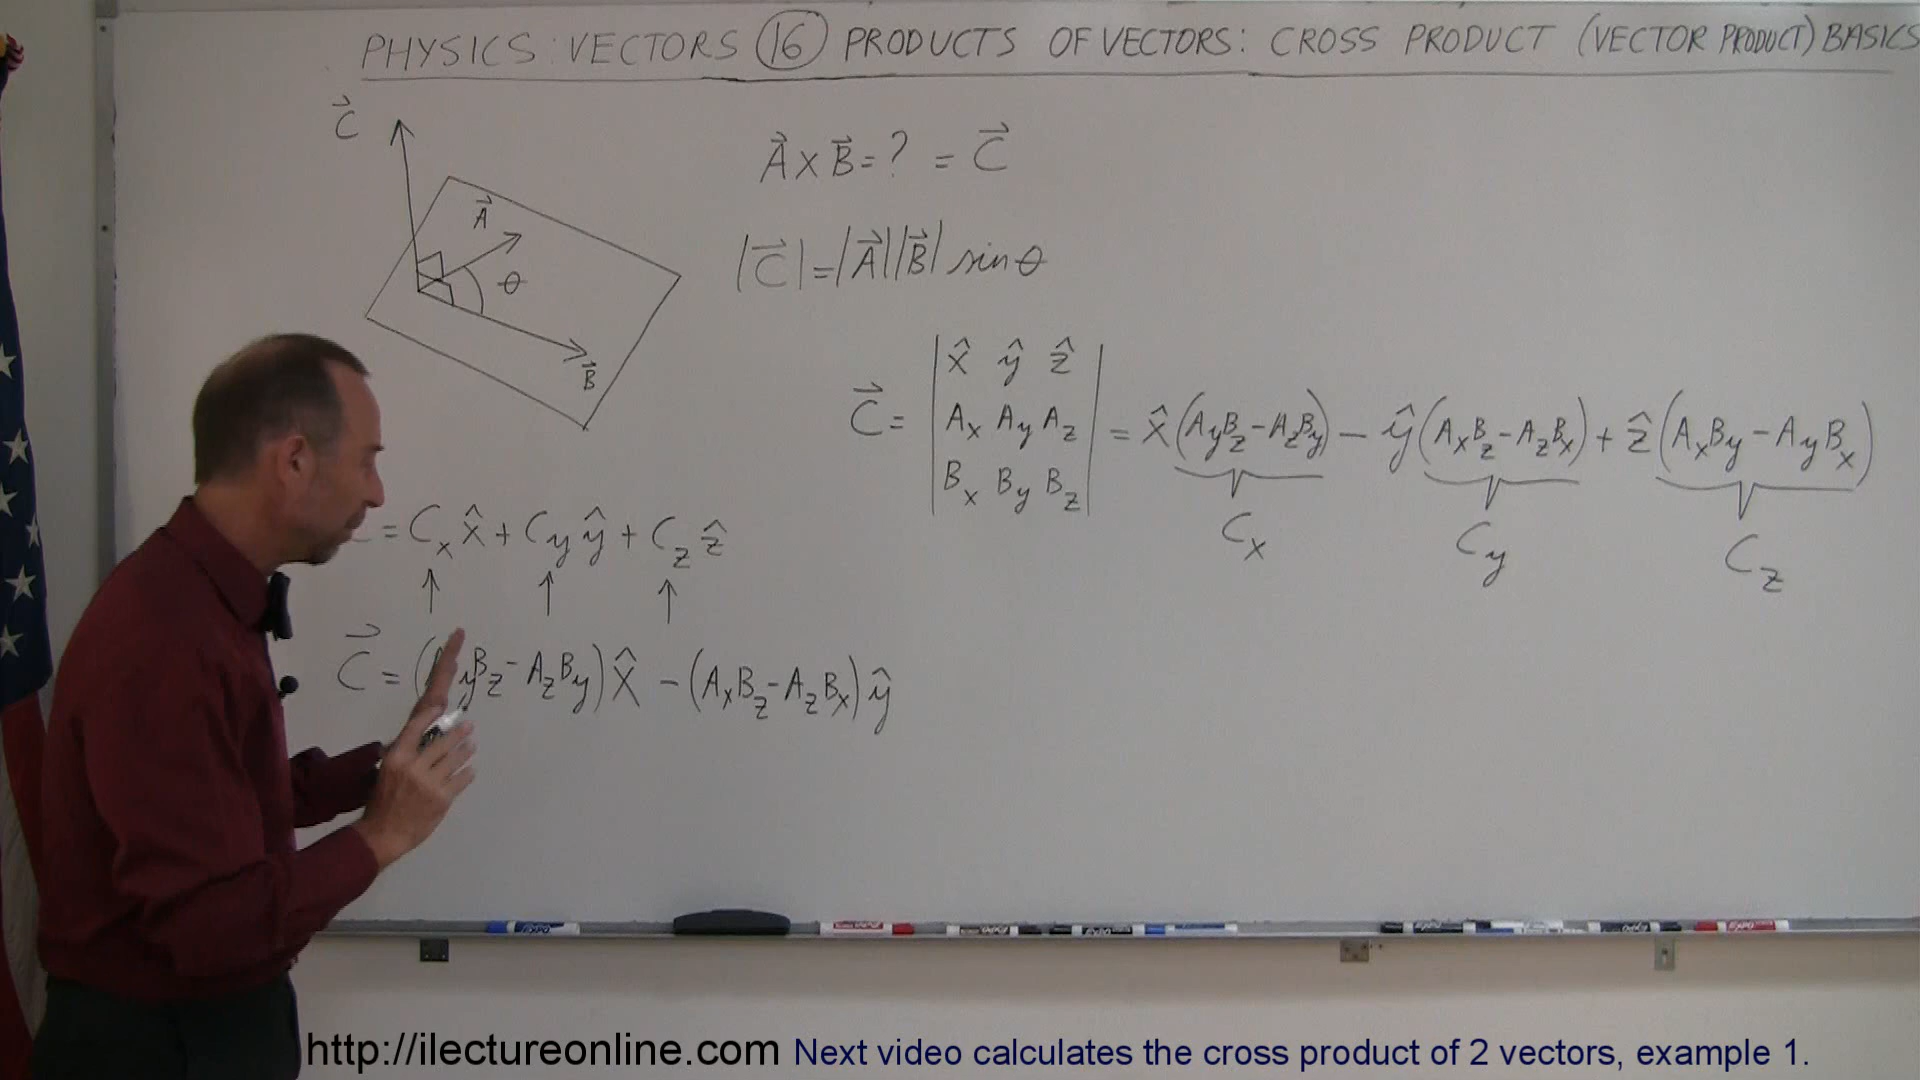 PHYSICS: VECTORS 16 PRODUCTS OF VECTORS: CROSS PRODUCT (VECTOR PRODUCT) BASICS
C⃗
A⃗
θ
B⃗
A⃗ x B⃗ = ? = C⃗
|C⃗| = |A⃗||B⃗| sin θ
C⃗ = | x̂ ŷ ẑ |
| Ax Ay Az | = x̂ (AyBz - AzBy) - ŷ (AxBz - AzBx) + ẑ (AxBy - AyBx)
| Bx By Bz |
Cx Cy Cz
= Cx x̂ + Cy ŷ + Cz ẑ
↑ ↑ ↑
C⃗ = (AyBz - AzBy) x̂ - (AxBz - AzBx) ŷ
EXPO
http://ilectureonline.com Next video calculates the cross product of 2 vectors, example 1.